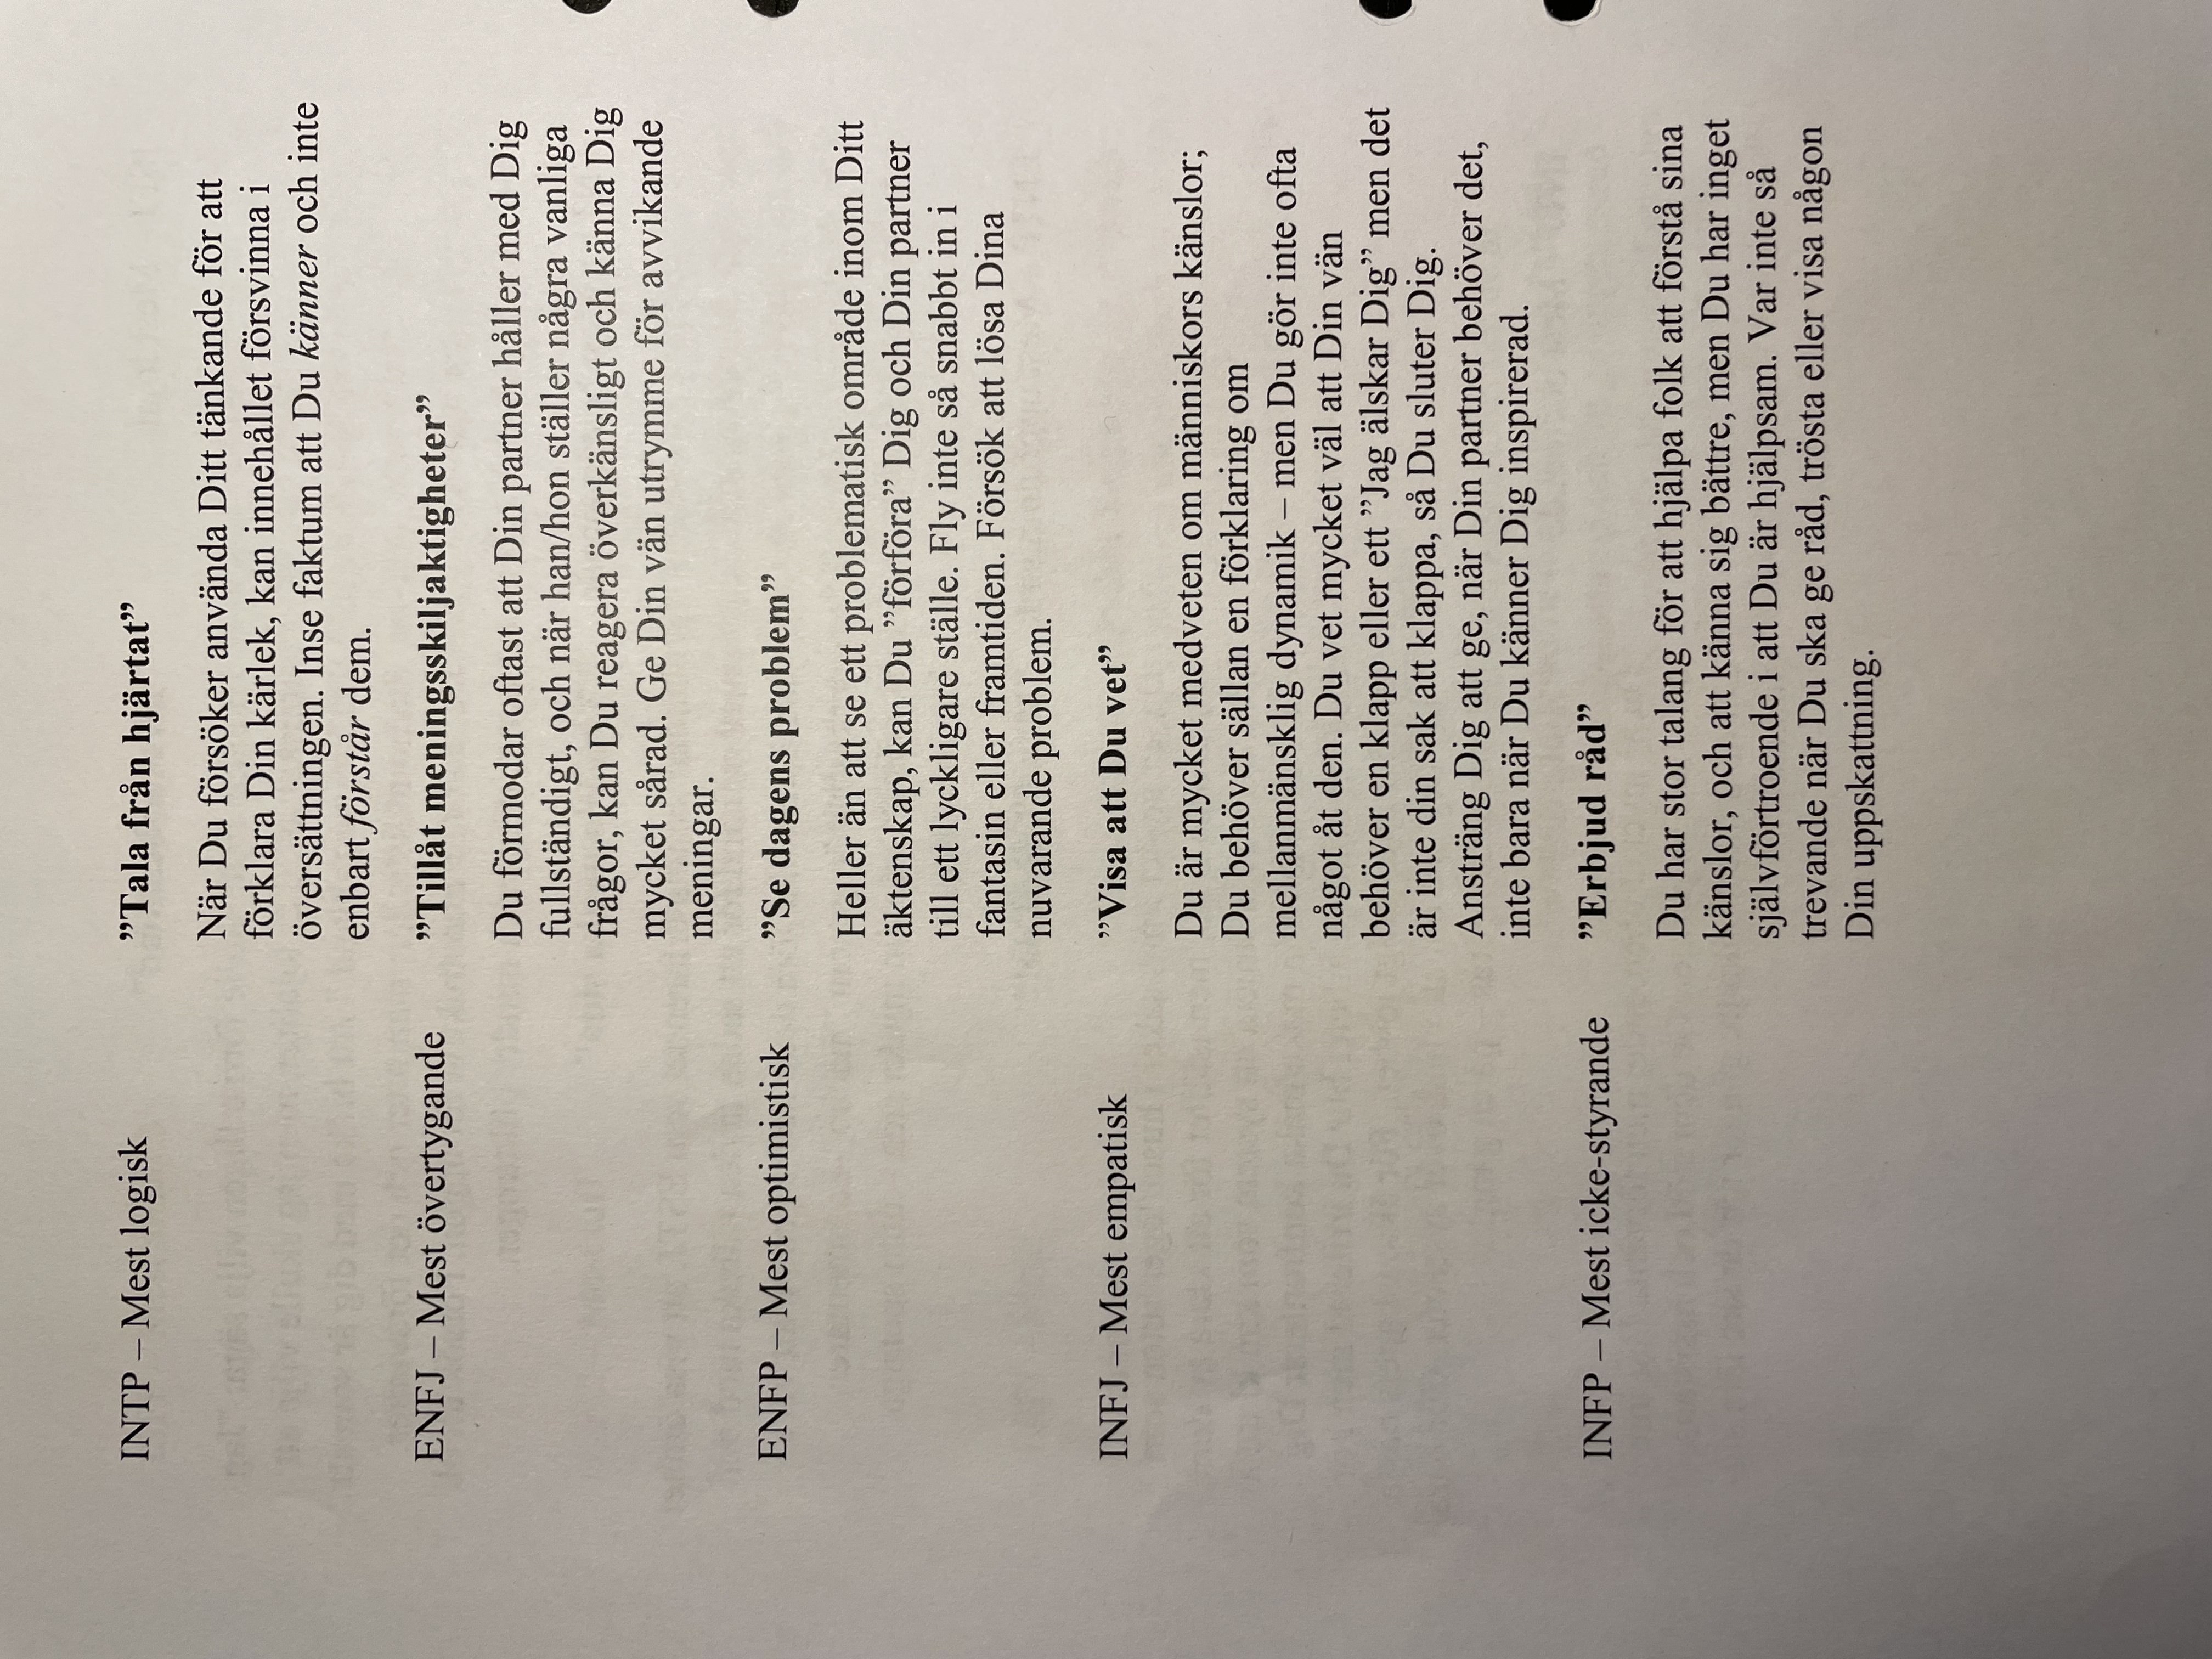 INTP – Mest logisk
”Tala från hjärtat”
När Du försöker använda Ditt tänkande för att
förklara Din kärlek, kan innehållet försvinna i
översättningen. Inse faktum att Du känner och inte
enbart förstår dem.
ENFJ – Mest övertygande
”Tillåt meningsskiljaktigheter”
Du förmodar oftast att Din partner håller med Dig
fullständigt, och när han/hon ställer några vanliga
frågor, kan Du reagera överkänsligt och känna Dig
mycket sårad. Ge Din vän utrymme för avvikande
meningar.
ENFP – Mest optimistisk
”Se dagens problem”
Heller än att se ett problematisk område inom Ditt
äktenskap, kan Du ”förföra” Dig och Din partner
till ett lyckligare ställe. Fly inte så snabbt in i
fantasin eller framtiden. Försök att lösa Dina
nuvarande problem.
INFJ – Mest empatisk
”Visa att Du vet”
Du är mycket medveten om människors känslor;
Du behöver sällan en förklaring om
mellanmänsklig dynamik – men Du gör inte ofta
något åt den. Du vet mycket väl att Din vän
behöver en klapp eller ett ”Jag älskar Dig” men det
är inte din sak att klappa, så Du sluter Dig.
Ansträng Dig att ge, när Din partner behöver det,
inte bara när Du känner Dig inspirerad.
INFP – Mest icke-styrande
”Erbjud råd”
Du har stor talang för att hjälpa folk att förstå sina
känslor, och att känna sig bättre, men Du har inget
självförtroende i att Du är hjälpsam. Var inte så
trevande när Du ska ge råd, trösta eller visa någon
Din uppskattning.